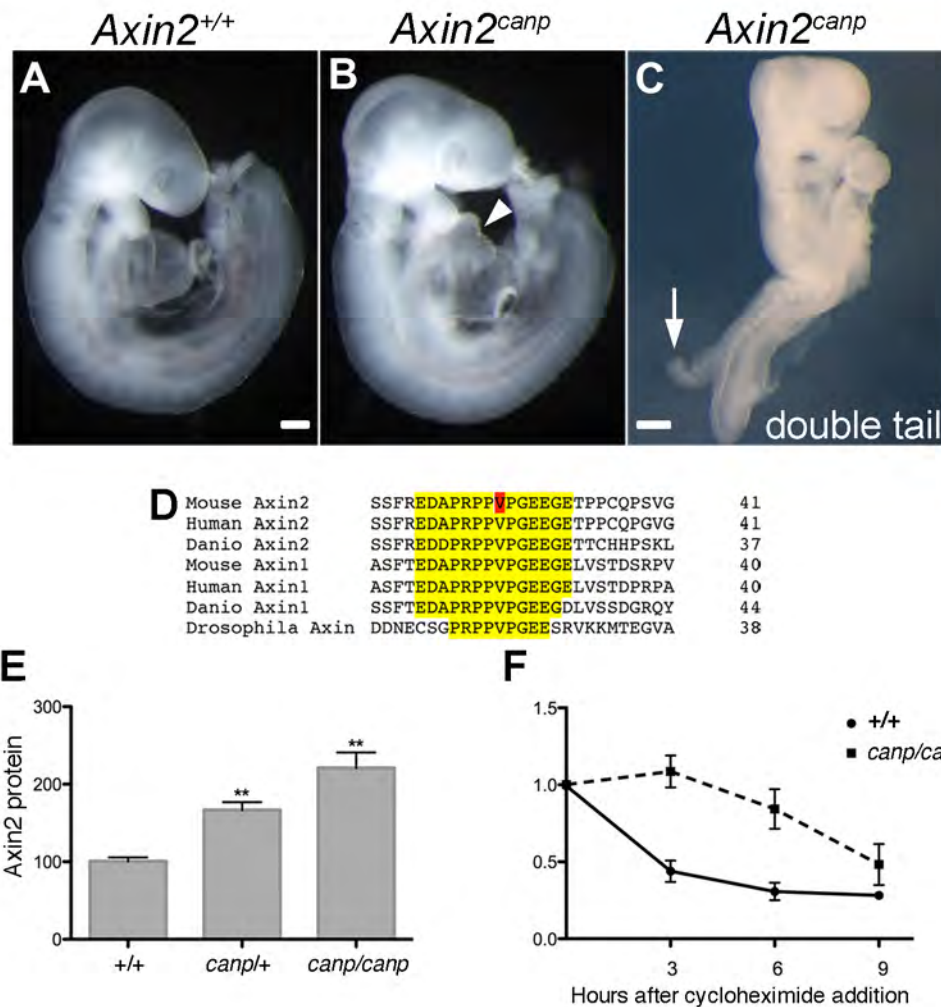 Axin2+/+ Axin2canp Axin2canp
A B C
double tail
D
Mouse Axin2 SSFREDAPRPPVPGEEGETPPCQPSVG 41
Human Axin2 SSFREDAPRPPVPGEEGETPPCQPGVG 41
Danio Axin2 SSFREDDPRPPVPGEEGETTCHHPSKL 37
Mouse Axin1 ASFTEDAPRPPVPGEEGELVSTDSRPV 40
Human Axin1 ASFTEDAPRPPVPGEEGELVSTDPRPA 40
Danio Axin1 SSFTEDAPRPPVPGEEGDLVSSDGRQY 44
Drosophila Axin DDNECSGPRPPVPGEESRVKKMTEGVA 38
E
Axin2 protein
300
200
100
0
**
**
+/+ canp/+ canp/canp
F
1.5
1.0
0.5
0.0
+/+
canp/ca
3 6 9
Hours after cycloheximide addition